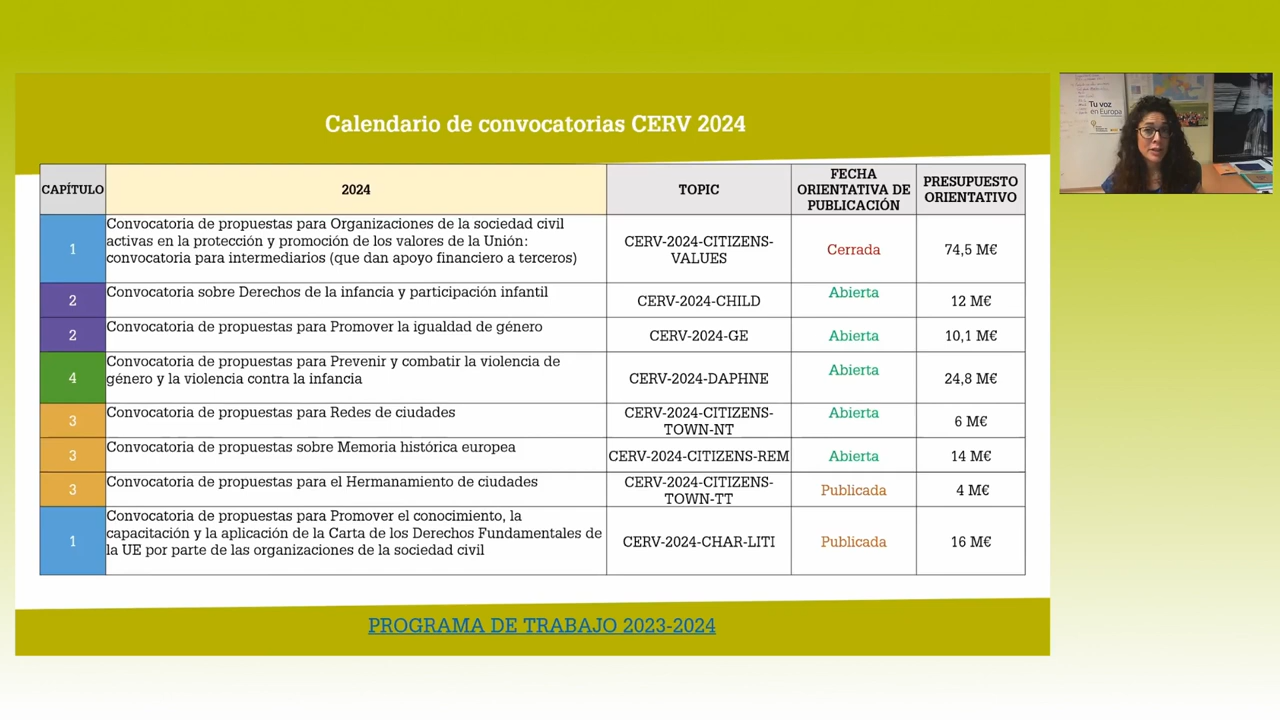 Calendario de convocatorias CERV 2024
CAPÍTULO
2024
TOPIC
FECHA
ORIENTATIVA DE
PUBLICACIÓN
PRESUPUESTO
ORIENTATIVO
1
Convocatoria de propuestas para Organizaciones de la sociedad civil
activas en la protección y promoción de los valores de la Unión:
convocatoria para intermediarios (que dan apoyo financiero a terceros)
CERV-2024-CITIZENS-
VALUES
Cerrada
74,5 M€
2
Convocatoria sobre Derechos de la infancia y participación infantil
CERV-2024-CHILD
Abierta
12 M€
2
Convocatoria de propuestas para Promover la igualdad de género
CERV-2024-GE
Abierta
10,1 M€
4
Convocatoria de propuestas para Prevenir y combatir la violencia de
género y la violencia contra la infancia
CERV-2024-DAPHNE
Abierta
24,8 M€
3
Convocatoria de propuestas para Redes de ciudades
CERV-2024-CITIZENS-
TOWN-NT
Abierta
6 M€
3
Convocatoria de propuestas sobre Memoria histórica europea
CERV-2024-CITIZENS-REM
Abierta
14 M€
3
Convocatoria de propuestas para el Hermanamiento de ciudades
CERV-2024-CITIZENS-
TOWN-TT
Publicada
4 M€
1
Convocatoria de propuestas para Promover el conocimiento, la
capacitación y la aplicación de la Carta de los Derechos Fundamentales de
la UE por parte de las organizaciones de la sociedad civil
CERV-2024-CHAR-LITI
Publicada
16 M€
PROGRAMA DE TRABAJO 2023-2024
Tu voz
en Europa